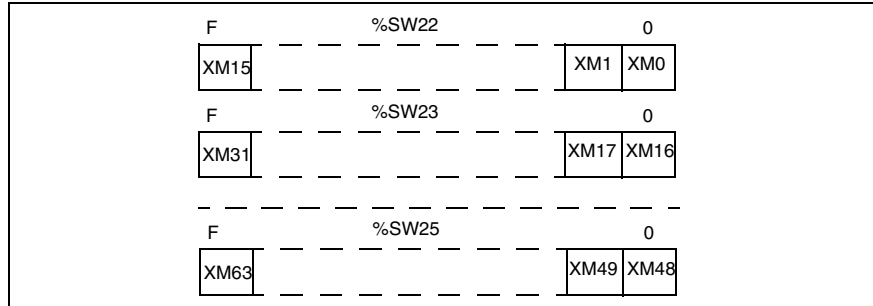 F %SW22 0
XM15 XM1 XM0
F %SW23 0
XM31 XM17 XM16
F %SW25 0
XM63 XM49 XM48